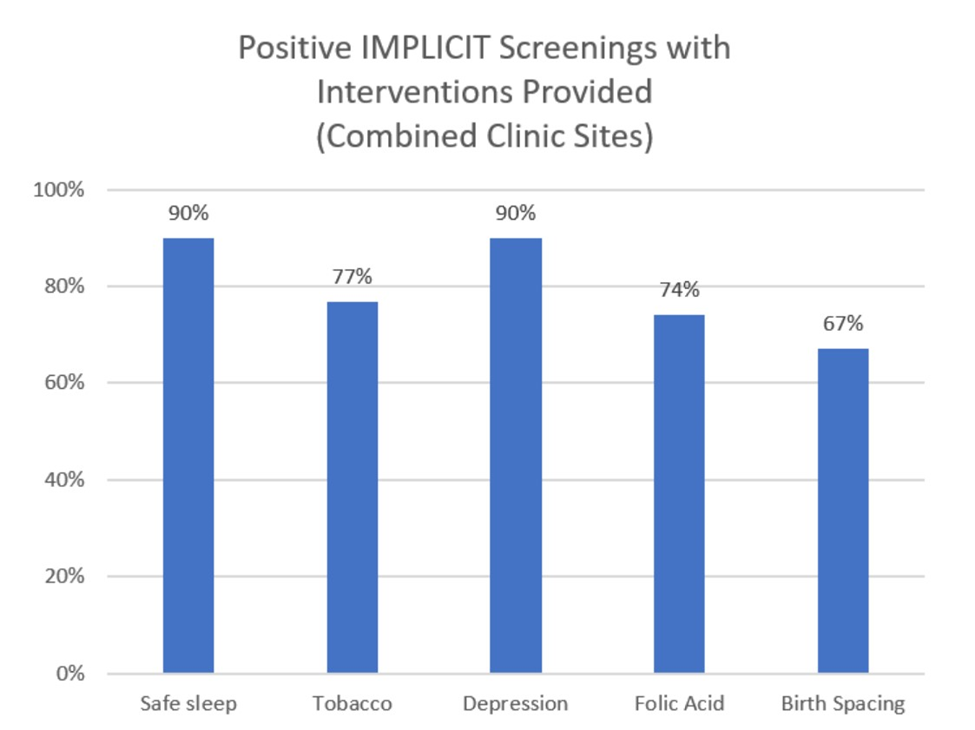 Positive IMPLICIT Screenings with
Interventions Provided
(Combined Clinic Sites)
100%
90%
90%
80%
77%
74%
67%
60%
40%
20%
0%
Safe sleep
Tobacco
Depression
Folic Acid
Birth Spacing